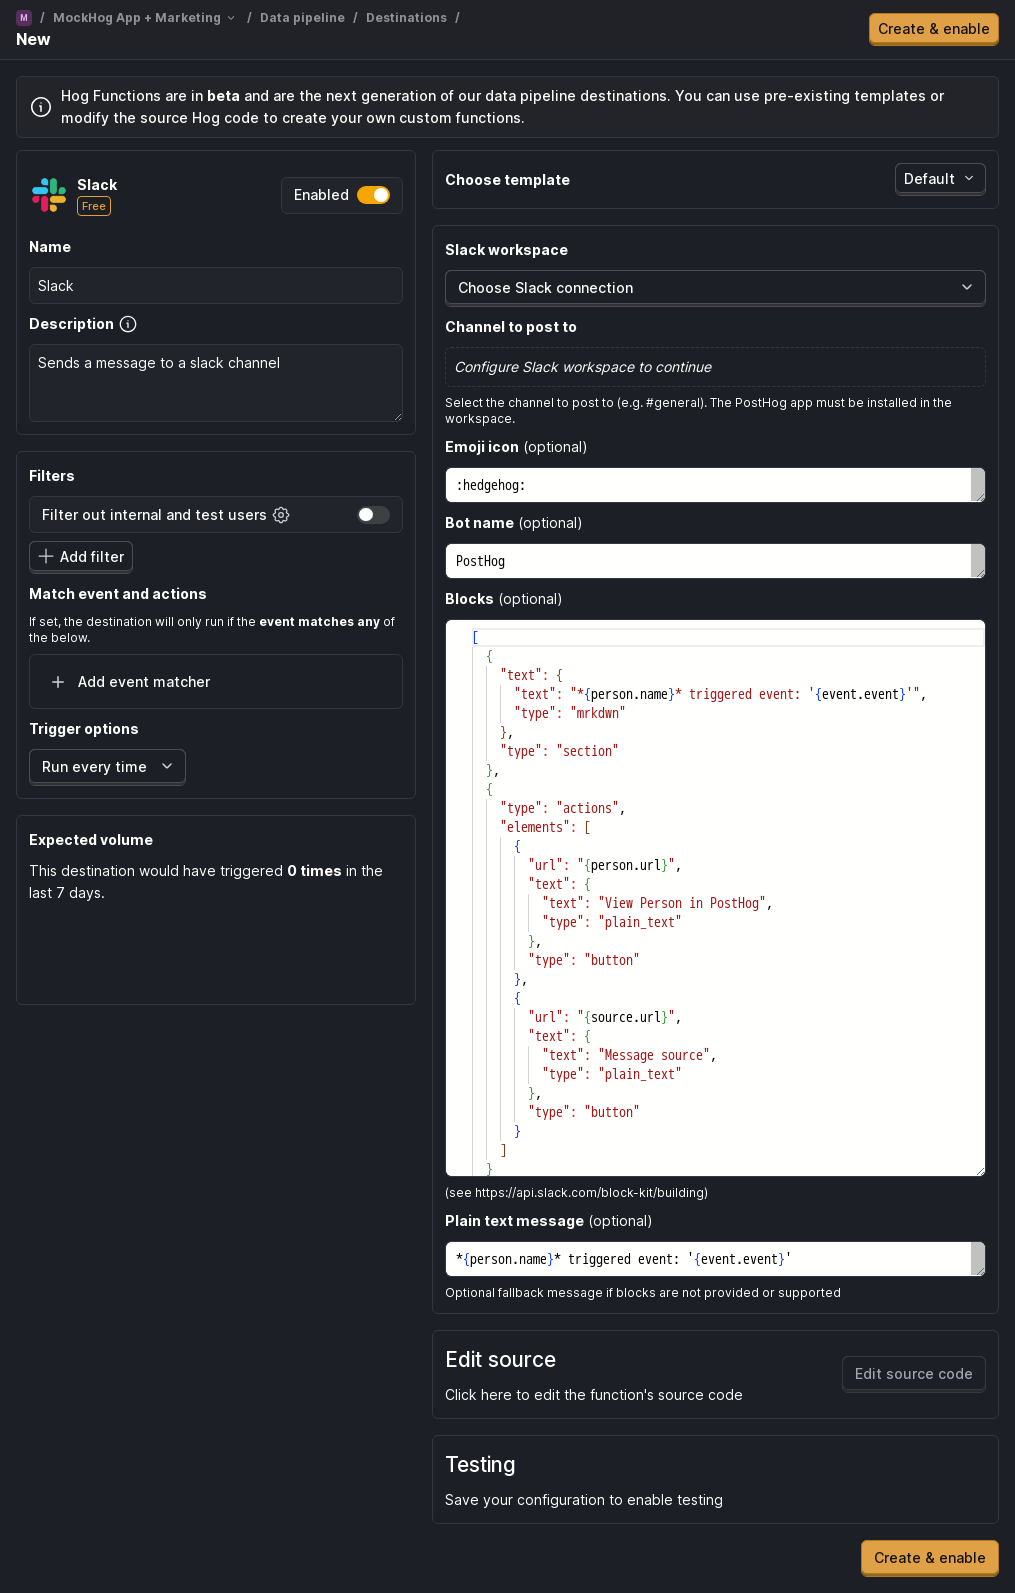 M / MockHog App + Marketing / Data pipeline / Destinations /
New
Create & enable
Hog Functions are in beta and are the next generation of our data pipeline destinations. You can use pre-existing templates or
modify the source Hog code to create your own custom functions.
Slack
Free
Enabled
Name
Slack
Description
Sends a message to a slack channel
Filters
Filter out internal and test users
Add filter
Match event and actions
If set, the destination will only run if the event matches any of
the below.
Add event matcher
Trigger options
Run every time
Expected volume
This destination would have triggered 0 times in the
last 7 days.
Choose template
Default
Slack workspace
Choose Slack connection
Channel to post to
Configure Slack workspace to continue
Select the channel to post to (e.g. #general). The PostHog app must be installed in the
workspace.
Emoji icon (optional)
:hedgehog:
Bot name (optional)
PostHog
Blocks (optional)
[
{
"text": {
"text": "*{person.name}* triggered event: '{event.event}'",
"type": "mrkdwn"
},
"type": "section"
},
{
"type": "actions",
"elements": [
{
"url": "{person.url}",
"text": {
"text": "View Person in PostHog",
"type": "plain_text"
},
"type": "button"
},
{
"url": "{source.url}",
"text": {
"text": "Message source",
"type": "plain_text"
},
"type": "button"
}
]
}
(see https://api.slack.com/block-kit/building)
Plain text message (optional)
*{person.name}* triggered event: '{event.event}'
Optional fallback message if blocks are not provided or supported
Edit source
Click here to edit the function's source code
Edit source code
Testing
Save your configuration to enable testing
Create & enable